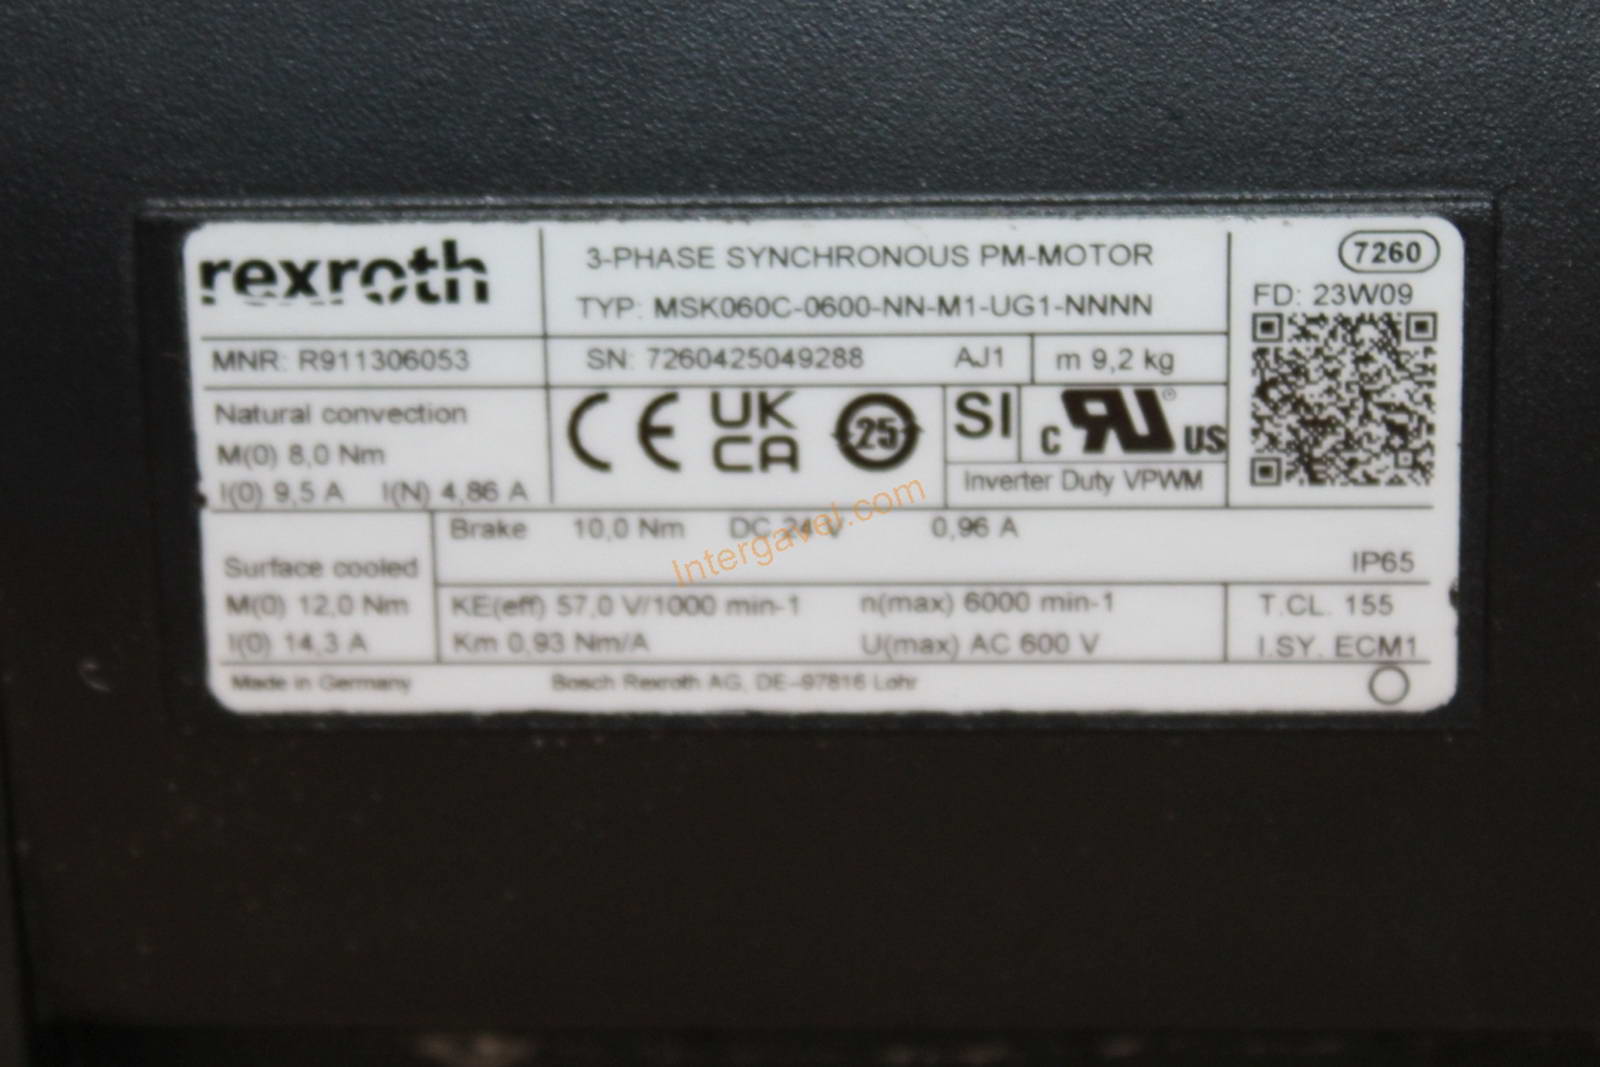 rexroth
3-PHASE SYNCHRONOUS PM-MOTOR
TYP: MSK060C-0600-NN-M1-UG1-NNNN
7260
FD: 23W09
MNR: R911306053
SN: 7260425049288 AJ1
m 9,2 kg
Natural convection
M(0) 8,0 Nm
I(0) 9,5 A I(N) 4,86 A
CE
UK
CA
25
SI
c RU US
Inverter Duty VPWM
Brake 10,0 Nm DC 24 V 0,96 A
IP65
Surface cooled
M(0) 12,0 Nm
I(0) 14,3 A
KE(eff) 57,0 V/1000 min-1 n(max) 6000 min-1
Km 0,93 Nm/A U(max) AC 600 V
T.CL. 155
I.SY. ECM1
Made in Germany
Bosch Rexroth AG, DE-97816 Lohr
Intergavel.com